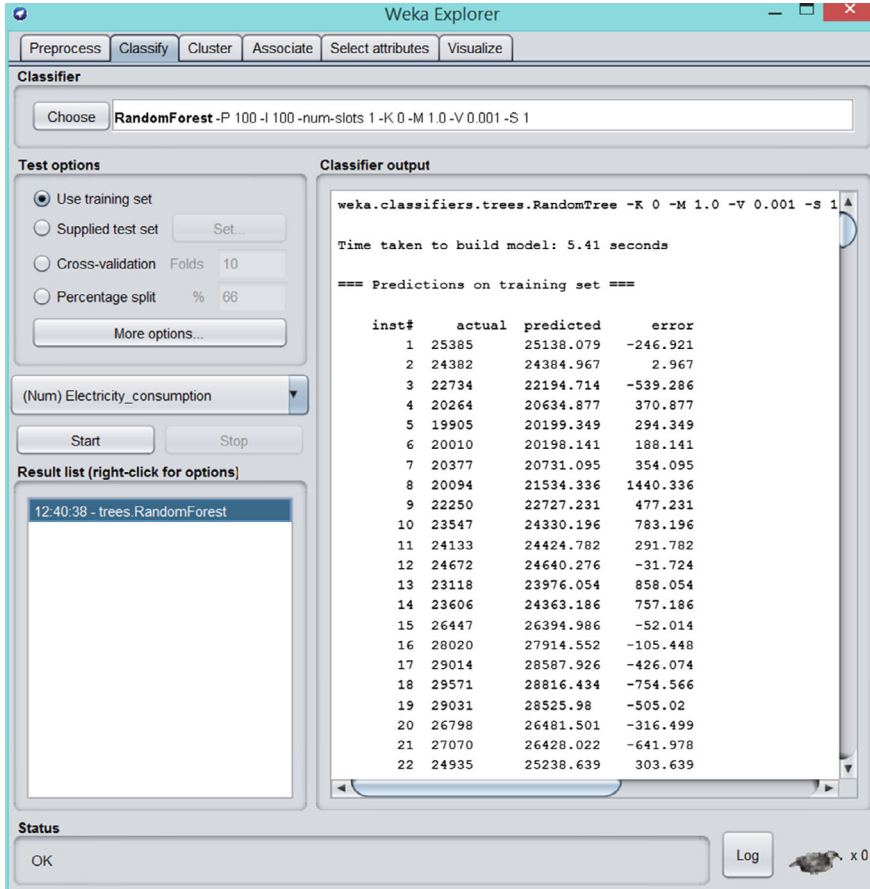 Weka Explorer
Preprocess Classify Cluster Associate Select attributes Visualize
Classifier
Choose RandomForest -P 100 -I 100 -num-slots 1 -K 0 -M 1.0 -V 0.001 -S 1
Test options
Use training set
Supplied test set Set...
Cross-validation Folds 10
Percentage split % 66
More options...
(Num) Electricity_consumption
Start Stop
Result list (right-click for options)
12:40:38 - trees.RandomForest
Classifier output
weka.classifiers.trees.RandomTree -K 0 -M 1.0 -V 0.001 -S 1
Time taken to build model: 5.41 seconds
=== Predictions on training set ===
inst# actual predicted error
1 25385 25138.079 -246.921
2 24382 24384.967 2.967
3 22734 22194.714 -539.286
4 20264 20634.877 370.877
5 19905 20199.349 294.349
6 20010 20198.141 188.141
7 20377 20731.095 354.095
8 20094 21534.336 1440.336
9 22250 22727.231 477.231
10 23547 24330.196 783.196
11 24133 24424.782 291.782
12 24672 24640.276 -31.724
13 23118 23976.054 858.054
14 23606 24363.186 757.186
15 26447 26394.986 -52.014
16 28020 27914.552 -105.448
17 29014 28587.926 -426.074
18 29571 28816.434 -754.566
19 29031 28525.98 -505.02
20 26798 26481.501 -316.499
21 27070 26428.022 -641.978
22 24935 25238.639 303.639
Status
OK
Log
x 0